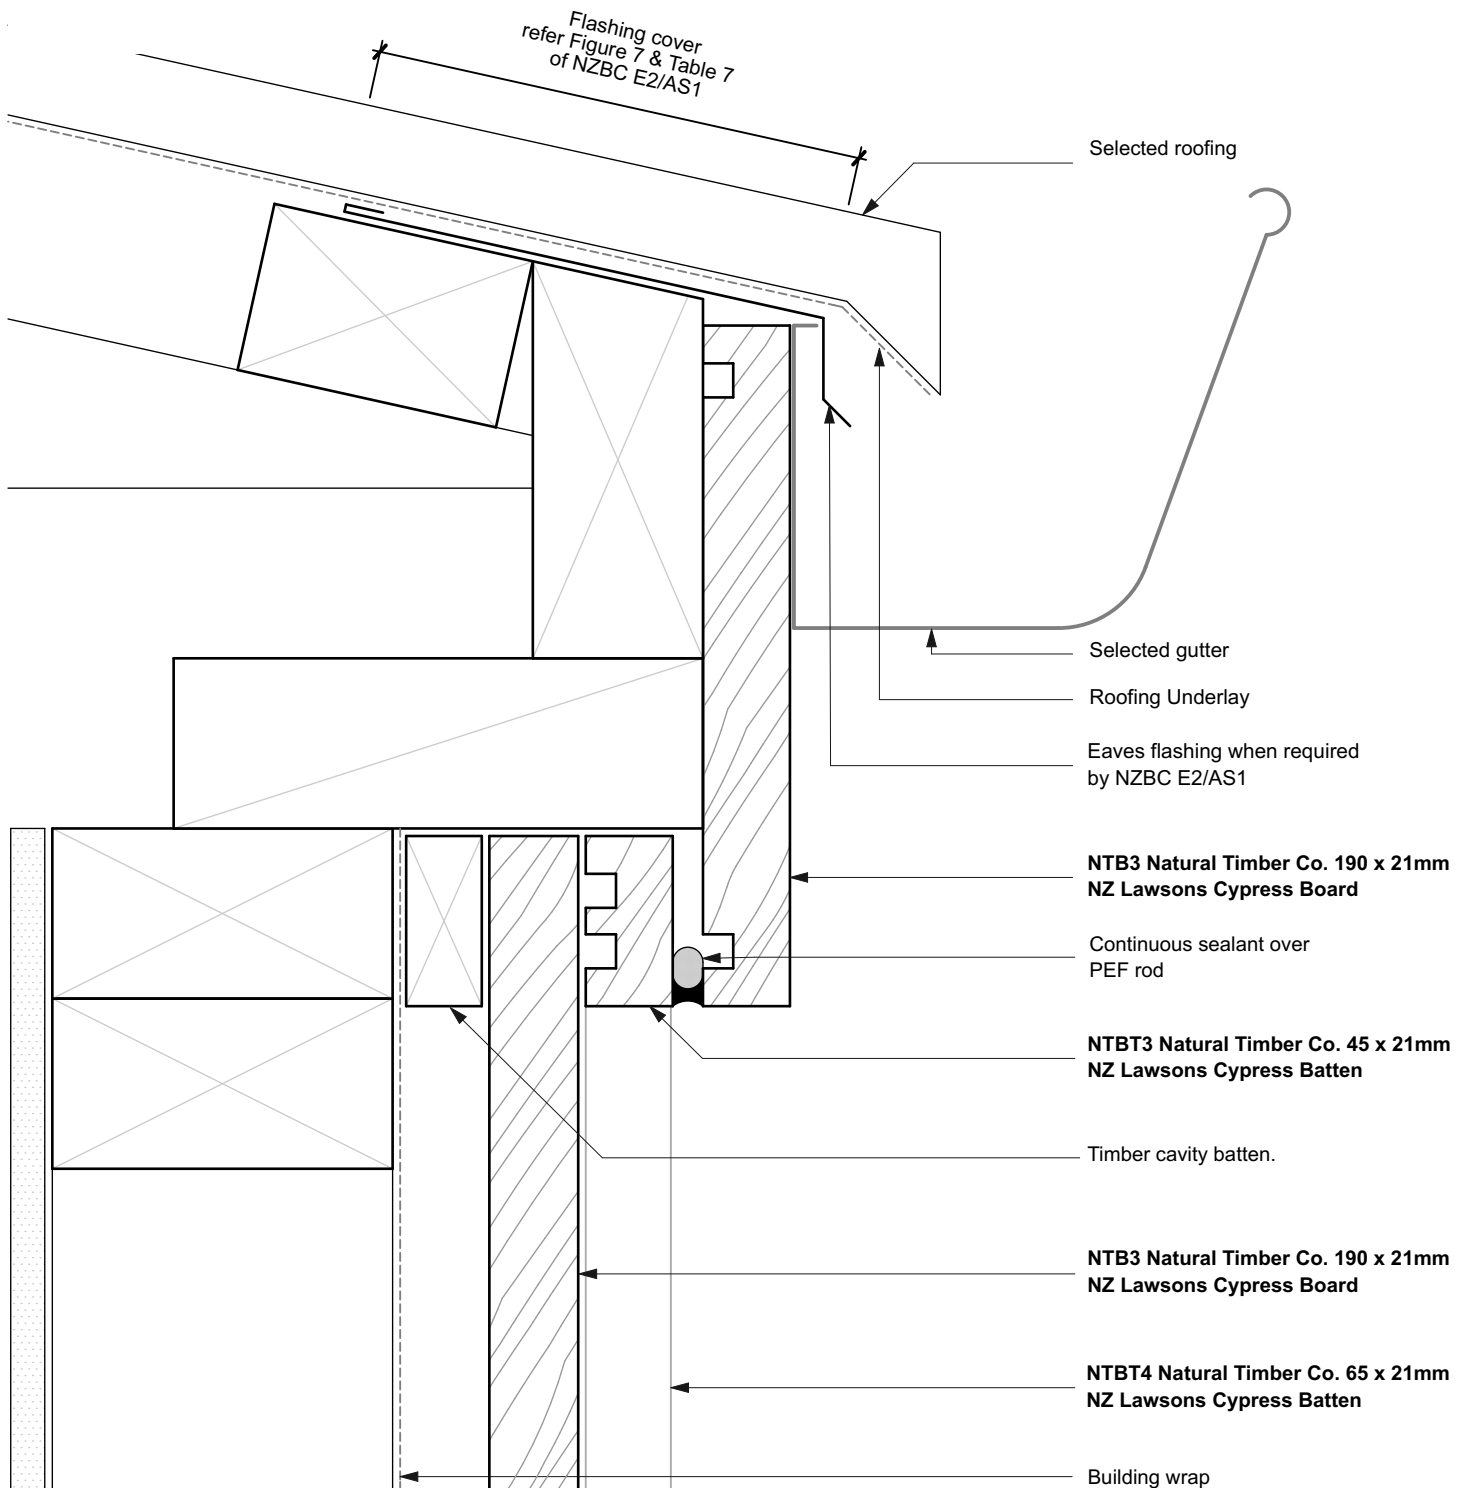 Flashing cover
refer Figure 7 & Table 7
of NZBC E2/AS1
Selected roofing
Selected gutter
Roofing Underlay
Eaves flashing when required
by NZBC E2/AS1
NTB3 Natural Timber Co. 190 x 21mm
NZ Lawsons Cypress Board
Continuous sealant over
PEF rod
NTBT3 Natural Timber Co. 45 x 21mm
NZ Lawsons Cypress Batten
Timber cavity batten.
NTB3 Natural Timber Co. 190 x 21mm
NZ Lawsons Cypress Board
NTBT4 Natural Timber Co. 65 x 21mm
NZ Lawsons Cypress Batten
Building wrap